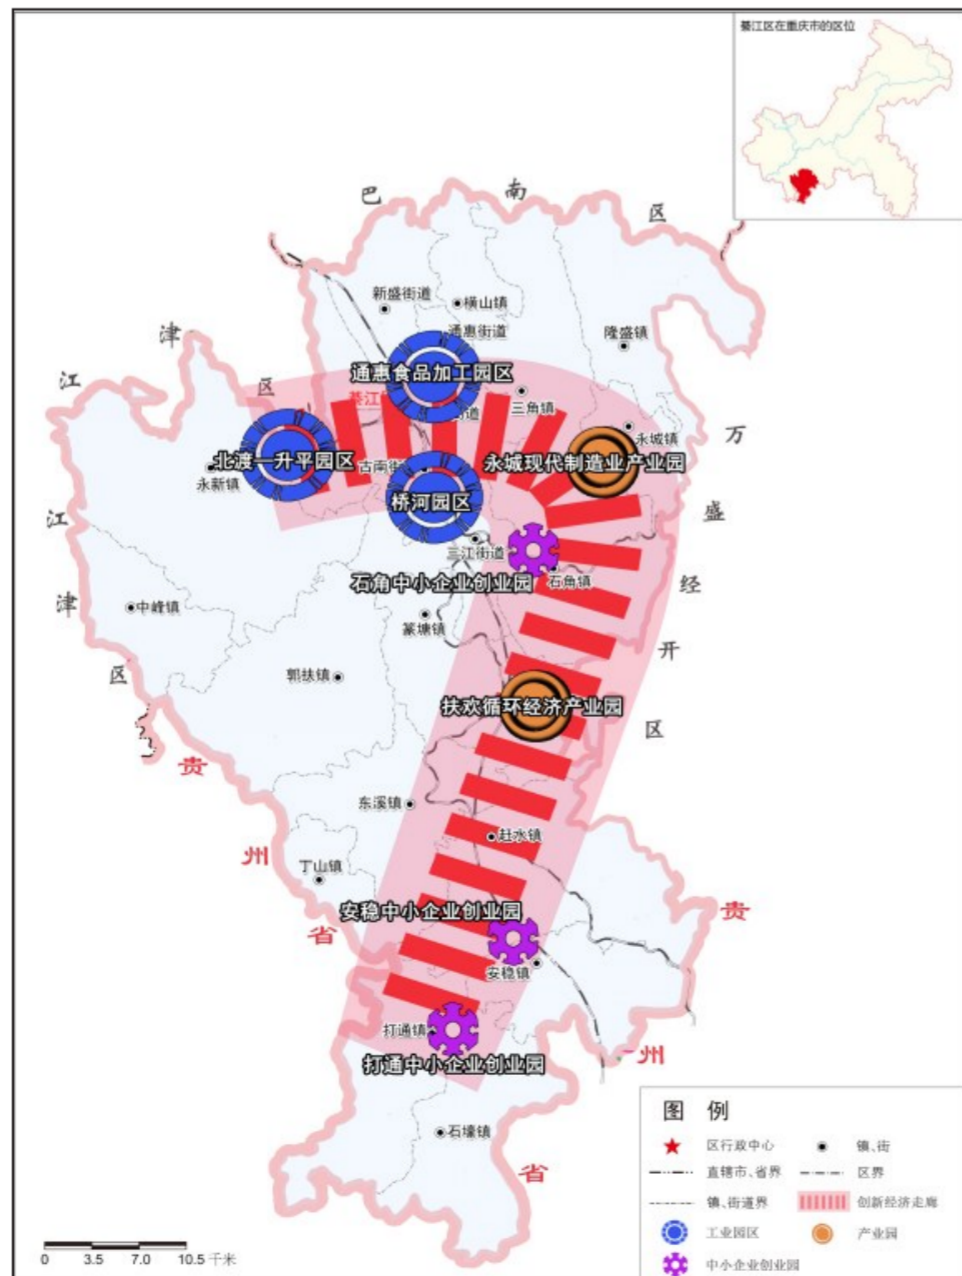 綦江区在重庆市的区位
巴
南
区
新盛街道
横山镇
通惠街道
隆盛镇
江
津
区
通惠食品加工园区
綦江
街道
三角镇
永城镇
北渡—升平园区
永新镇
古南街
桥河园区
永城现代制造业产业园
万
盛
经
开
区
三江街道
石角中小企业创业园
石角镇
江
津
区
中峰镇
篆塘镇
郭扶镇
扶欢循环经济产业园
贵
州
省
东溪镇
赶水镇
丁山镇
安稳中小企业创业园
安稳镇
贵
州
省
打通镇
打通中小企业创业园
石壕镇
图 例
区行政中心
镇、街
直辖市、省界
区界
镇、街道界
创新经济走廊
工业园区
产业园
中小企业创业园
0 3.5 7.0 10.5 千米